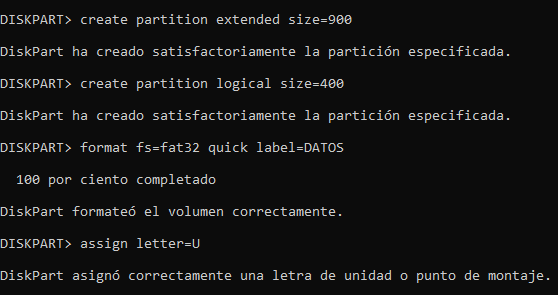 DISKPART> create partition extended size=900
DiskPart ha creado satisfactoriamente la partición especificada.
DISKPART> create partition logical size=400
DiskPart ha creado satisfactoriamente la partición especificada.
DISKPART> format fs=fat32 quick label=DATOS
100 por ciento completado
DiskPart formateó el volumen correctamente.
DISKPART> assign letter=U
DiskPart asignó correctamente una letra de unidad o punto de montaje.